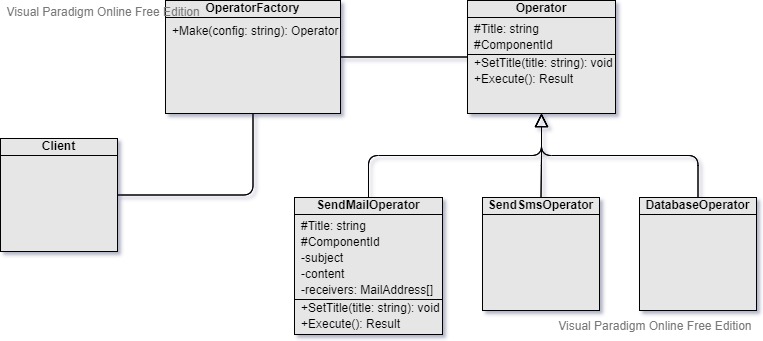 Visual Paradigm Online Free Edition
OperatorFactory
+Make(config: string): Operator
Operator
#Title: string
#ComponentId
+SetTitle(title: string): void
+Execute(): Result
Client
SendMailOperator
#Title: string
#ComponentId
-subject
-content
-receivers: MailAddress[]
+SetTitle(title: string): void
+Execute(): Result
SendSmsOperator
DatabaseOperator
Visual Paradigm Online Free Edition